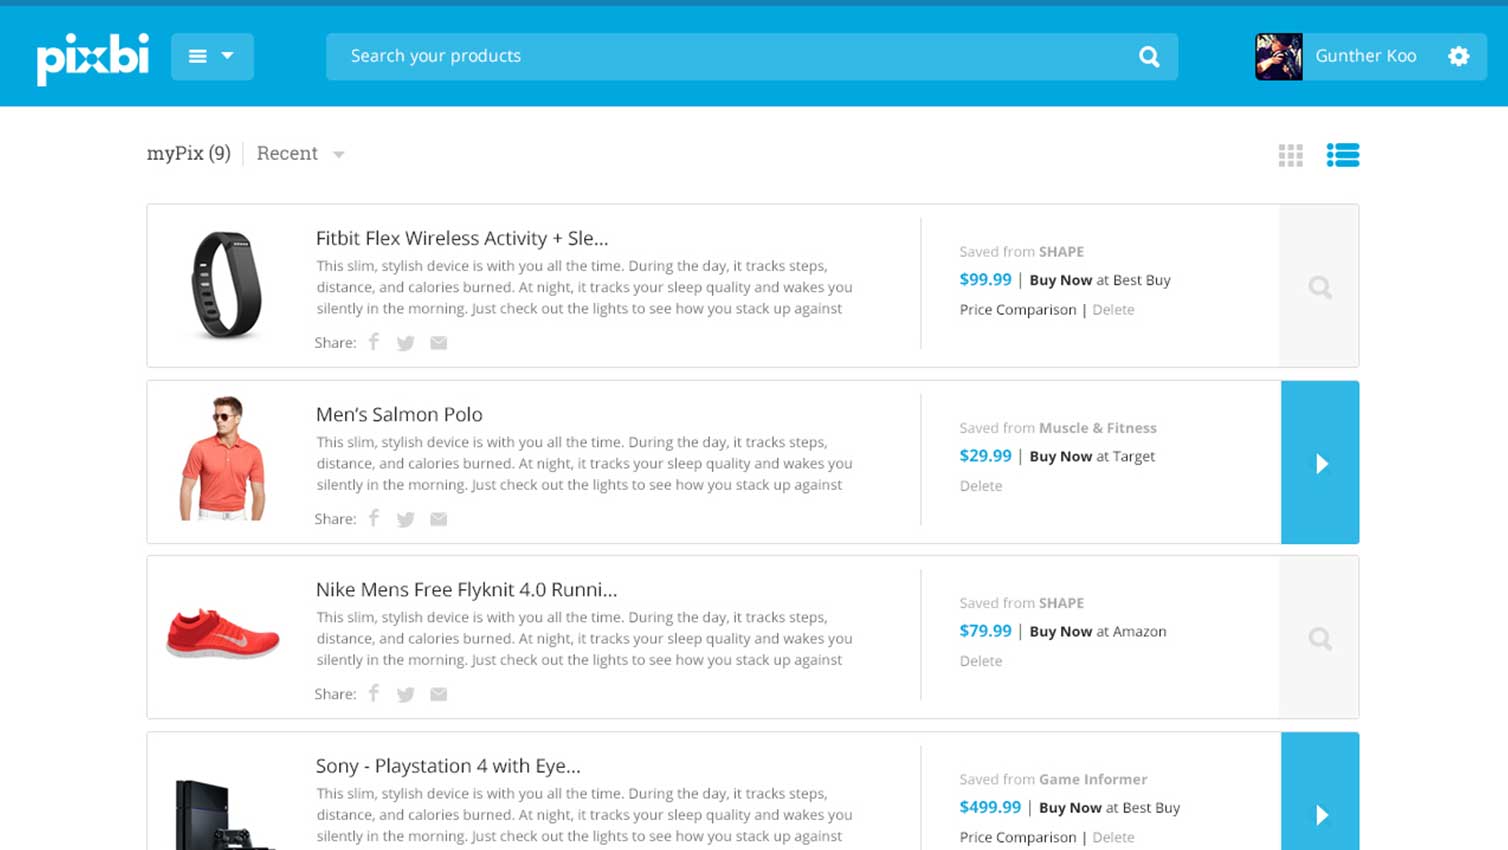 pixbi
Search your products
Gunther Koo
myPix (9)
Recent
Fitbit Flex Wireless Activity + Sle...
This slim, stylish device is with you all the time. During the day, it tracks steps,
distance, and calories burned. At night, it tracks your sleep quality and wakes you
silently in the morning. Just check out the lights to see how you stack up against
Share:
Saved from SHAPE
$99.99 | Buy Now at Best Buy
Price Comparison | Delete
Men's Salmon Polo
This slim, stylish device is with you all the time. During the day, it tracks steps,
distance, and calories burned. At night, it tracks your sleep quality and wakes you
silently in the morning. Just check out the lights to see how you stack up against
Share:
Saved from Muscle & Fitness
$29.99 | Buy Now at Target
Delete
Nike Mens Free Flyknit 4.0 Runni...
This slim, stylish device is with you all the time. During the day, it tracks steps,
distance, and calories burned. At night, it tracks your sleep quality and wakes you
silently in the morning. Just check out the lights to see how you stack up against
Share:
Saved from SHAPE
$79.99 | Buy Now at Amazon
Delete
Sony - Playstation 4 with Eye...
This slim, stylish device is with you all the time. During the day, it tracks steps,
distance, and calories burned. At night, it tracks your sleep quality and wakes you
silently in the morning. Just check out the lights to see how you stack up against
Saved from Game Informer
$499.99 | Buy Now at Best Buy
Price Comparison | Delete